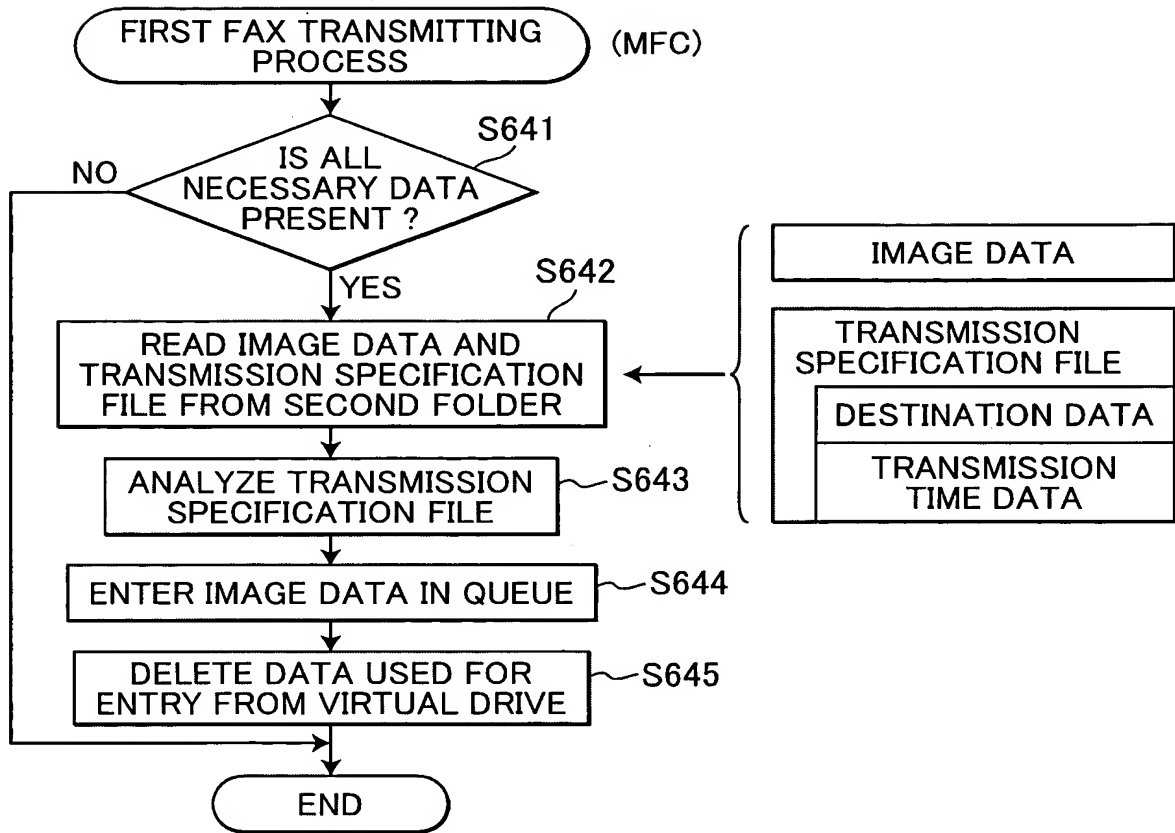 FIRST FAX TRANSMITTING
PROCESS
(MFC)
S641
NO
IS ALL
NECESSARY DATA
PRESENT ?
YES
S642
READ IMAGE DATA AND
TRANSMISSION SPECIFICATION
FILE FROM SECOND FOLDER
IMAGE DATA
TRANSMISSION
SPECIFICATION FILE
DESTINATION DATA
TRANSMISSION
TIME DATA
ANALYZE TRANSMISSION
SPECIFICATION FILE
S643
ENTER IMAGE DATA IN QUEUE
S644
DELETE DATA USED FOR
ENTRY FROM VIRTUAL DRIVE
S645
END